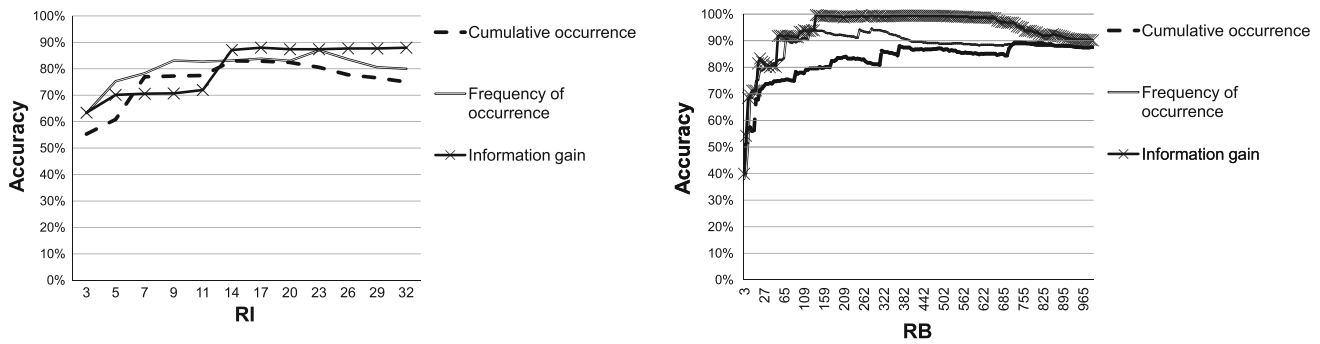 100%
90%
80%
70%
60%
50%
40%
30%
20%
10%
0%
Accuracy
3 5 7 9 11 14 17 20 23 26 29 32
RI
Cumulative occurrence
Frequency of
occurrence
Information gain
100%
90%
80%
70%
60%
50%
40%
30%
20%
10%
0%
Accuracy
3 27 65 109 159 209 262 322 382 442 502 562 622 685 755 825 895 965
RB
Cumulative occurrence
Frequency of
occurrence
Information gain